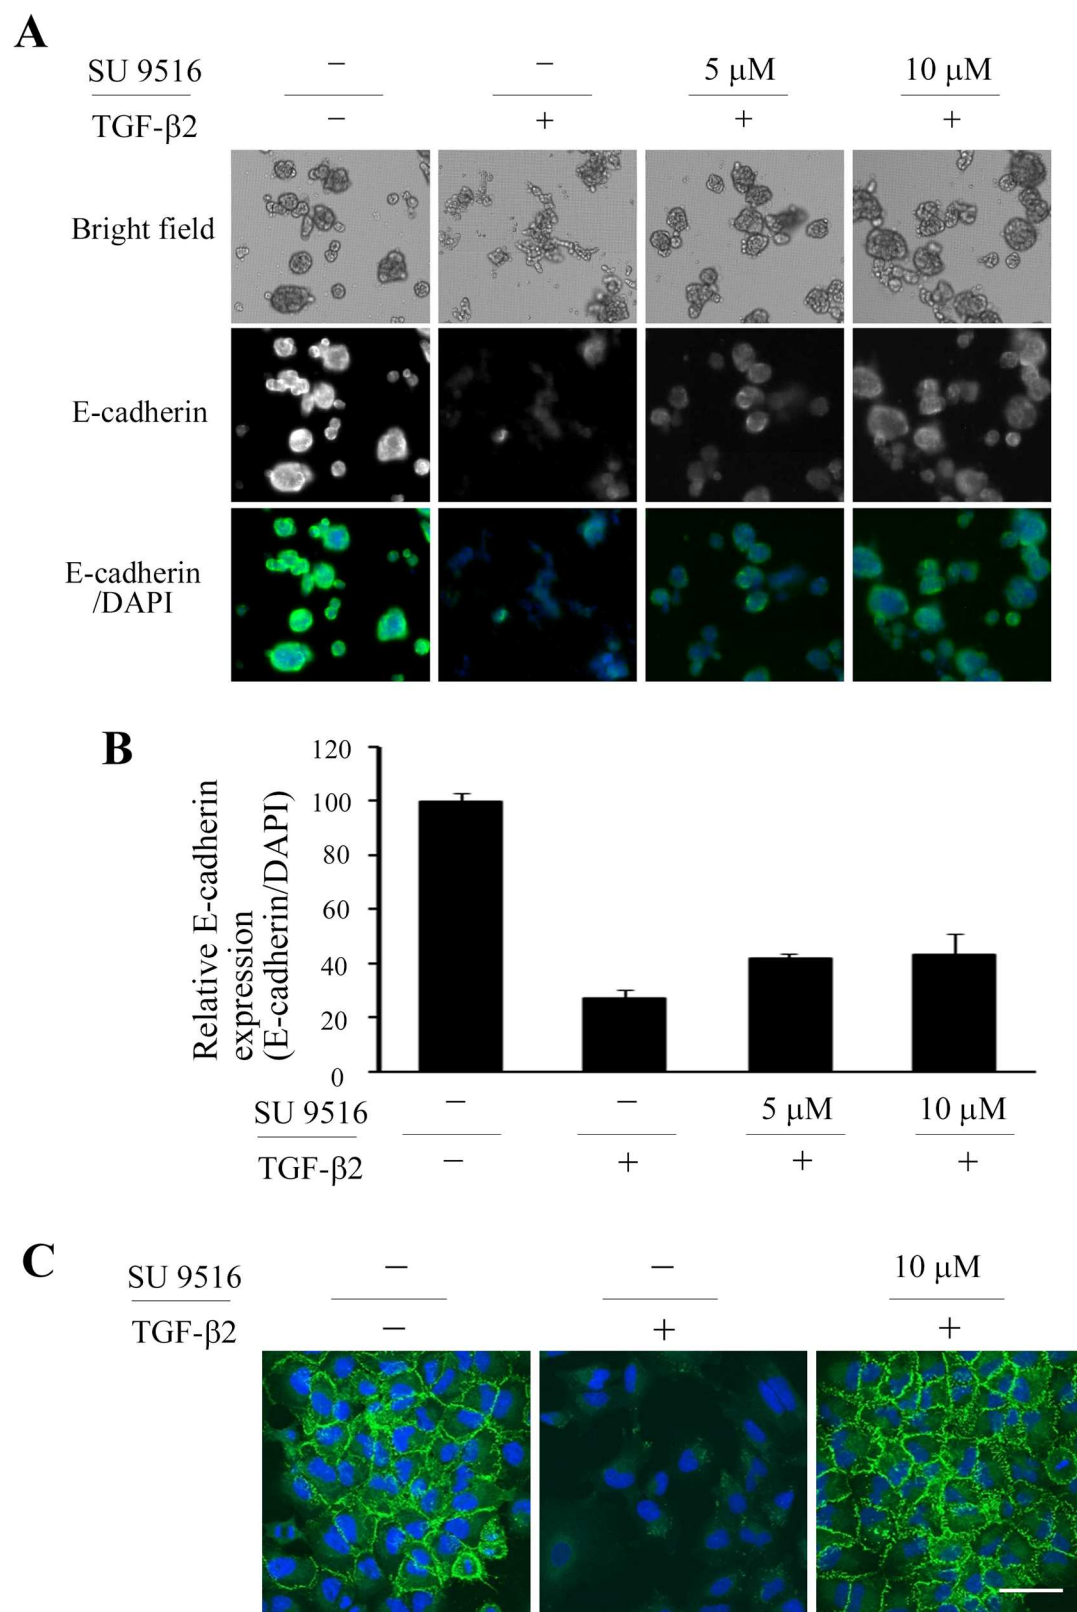 A
SU 9516 – – 5 μM 10 μM
TGF-β2 – + + +
Bright field
E-cadherin
E-cadherin
/DAPI
B
Relative E-cadherin
expression
(E-cadherin/DAPI)
120
100
80
60
40
20
0
SU 9516 – – 5 μM 10 μM
TGF-β2 – + + +
C
SU 9516 – – 10 μM
TGF-β2 – + +